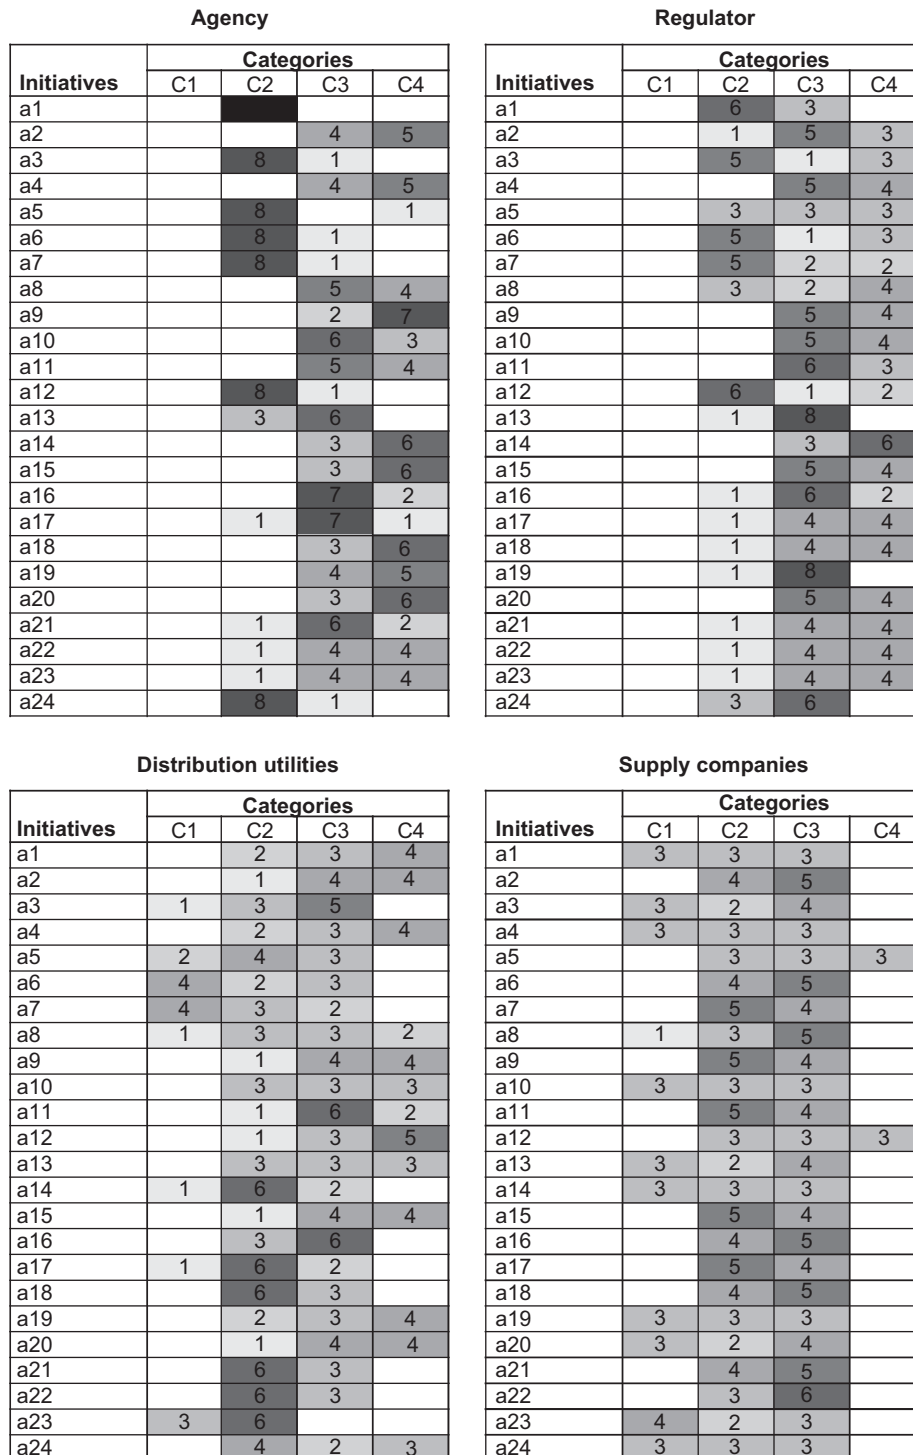 Agency
Categories
Initiatives C1 C2 C3 C4
a1
a2 4 5
a3 8 1
a4 4 5
a5 8 1
a6 8 1
a7 8 1
a8 5 4
a9 2 7
a10 6 3
a11 5 4
a12 8 1
a13 3 6
a14 3 6
a15 3 6
a16 7 2
a17 1 7 1
a18 3 6
a19 4 5
a20 3 6
a21 1 6 2
a22 1 4 4
a23 1 4 4
a24 8 1
Regulator
Categories
Initiatives C1 C2 C3 C4
a1 6 3
a2 1 5 3
a3 5 1 3
a4 5 4
a5 3 3 3
a6 5 1 3
a7 5 2 2
a8 3 2 4
a9 5 4
a10 5 4
a11 6 3
a12 6 1 2
a13 1 8
a14 3 6
a15 5 4
a16 1 6 2
a17 1 4 4
a18 1 4 4
a19 1 8
a20 5 4
a21 1 4 4
a22 1 4 4
a23 1 4 4
a24 3 6
Distribution utilities
Categories
Initiatives C1 C2 C3 C4
a1 2 3 4
a2 1 4 4
a3 1 3 5
a4 2 3 4
a5 2 4 3
a6 4 2 3
a7 4 3 2
a8 1 3 3 2
a9 1 4 4
a10 3 3 3
a11 1 6 2
a12 1 3 5
a13 3 3 3
a14 1 6 2
a15 1 4 4
a16 3 6
a17 1 6 2
a18 6 3
a19 2 3 4
a20 1 4 4
a21 6 3
a22 6 3
a23 3 6
a24 4 2 3
Supply companies
Categories
Initiatives C1 C2 C3 C4
a1 3 3 3
a2 4 5
a3 3 2 4
a4 3 3 3
a5 3 3 3
a6 4 5
a7 5 4
a8 1 3 5
a9 5 4
a10 3 3 3
a11 5 4
a12 3 3 3
a13 3 2 4
a14 3 3 3
a15 5 4
a16 4 5
a17 5 4
a18 4 5
a19 3 3 3
a20 3 2 4
a21 4 5
a22 3 6
a23 4 2 3
a24 3 3 3